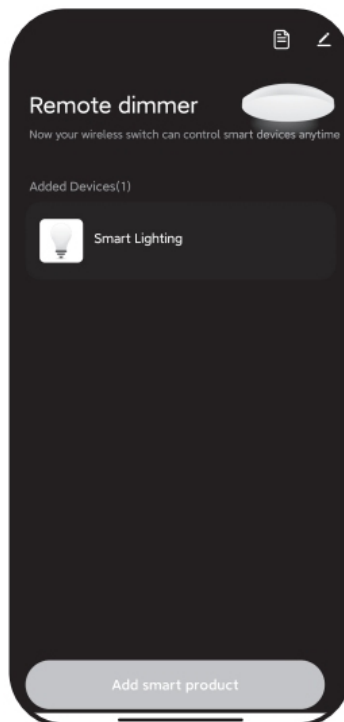 Remote dimmer
Now your wireless switch can control smart devices anytime
Added Devices(1)
Smart Lighting
Add smart product